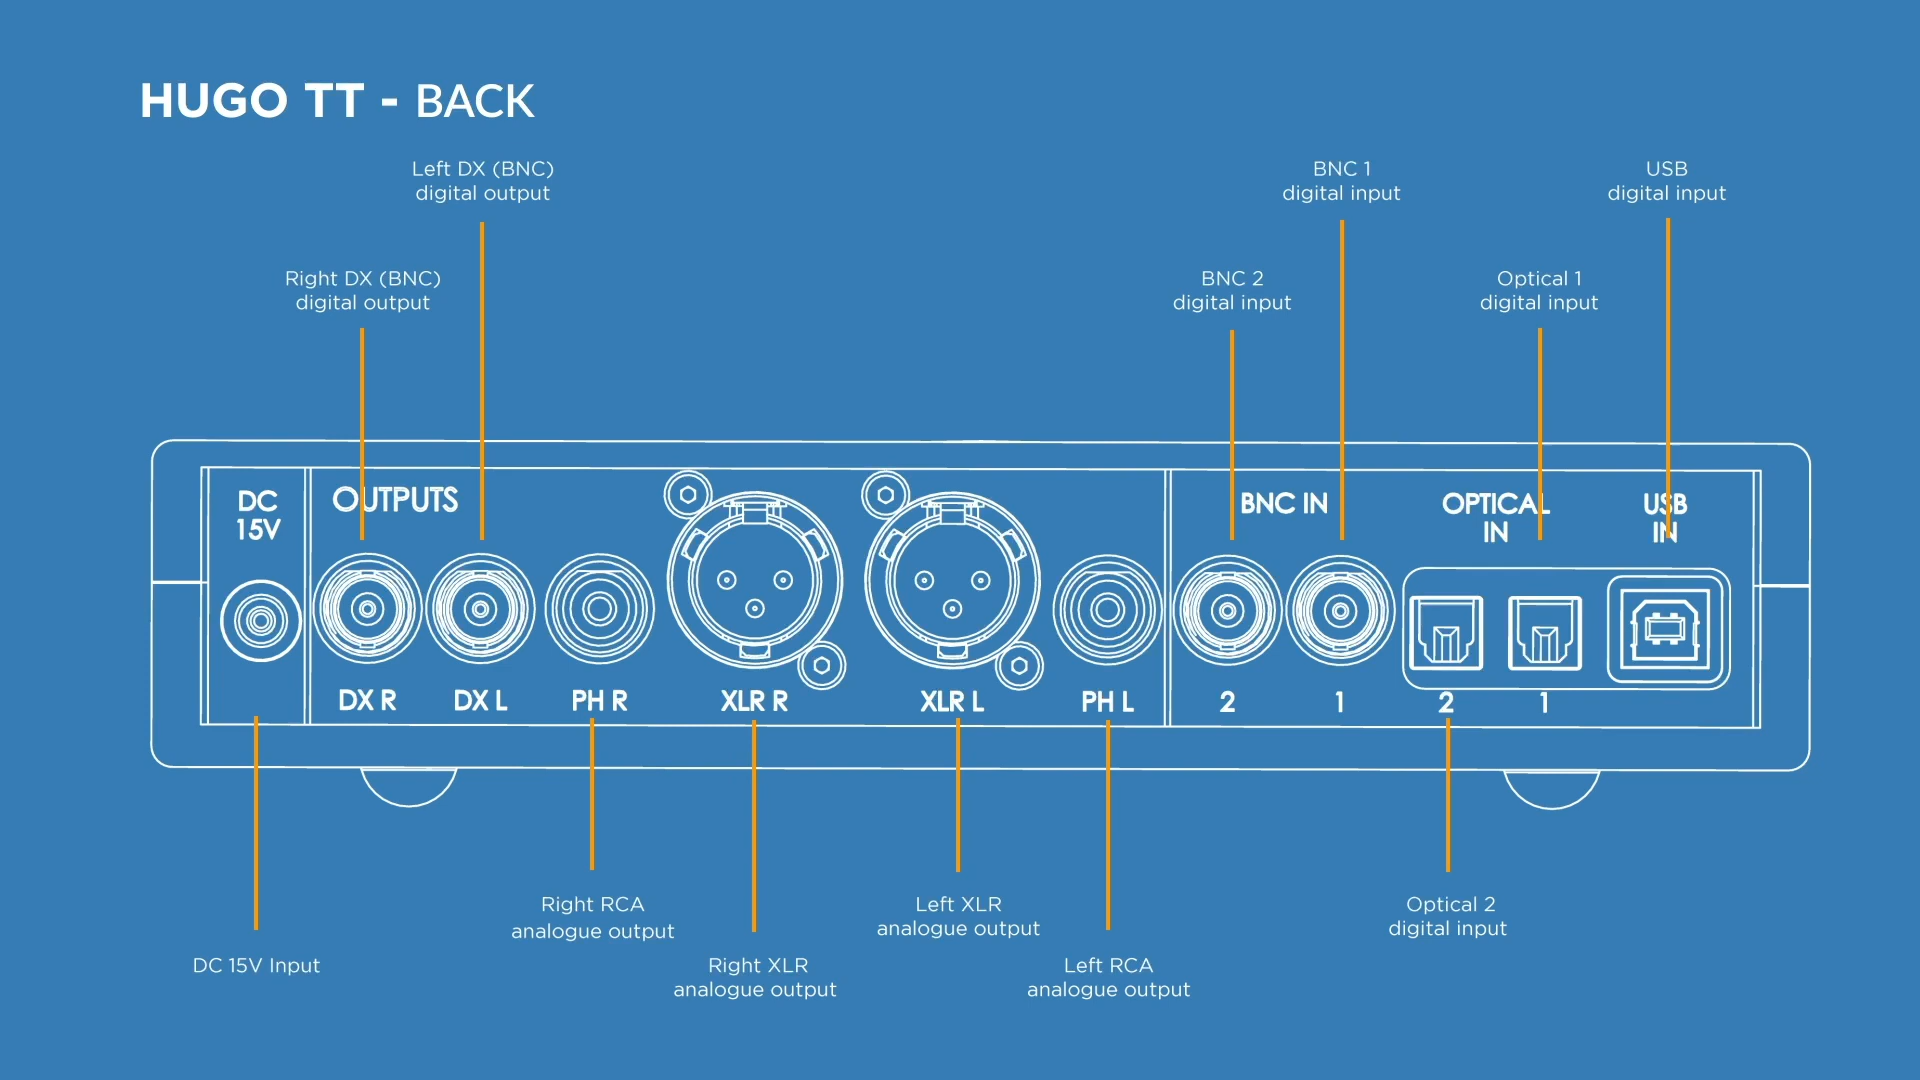 HUGO TT - BACK
Left DX (BNC)
digital output
BNC 1
digital input
USB
digital input
Right DX (BNC)
digital output
BNC 2
digital input
Optical 1
digital input
DC
15V
OUTPUTS
BNC IN
OPTICAL
IN
USB
IN
DX R
DX L
PH R
XLR R
XLR L
PH L
2
1
2
1
Right RCA
analogue output
Left XLR
analogue output
Optical 2
digital input
DC 15V Input
Right XLR
analogue output
Left RCA
analogue output